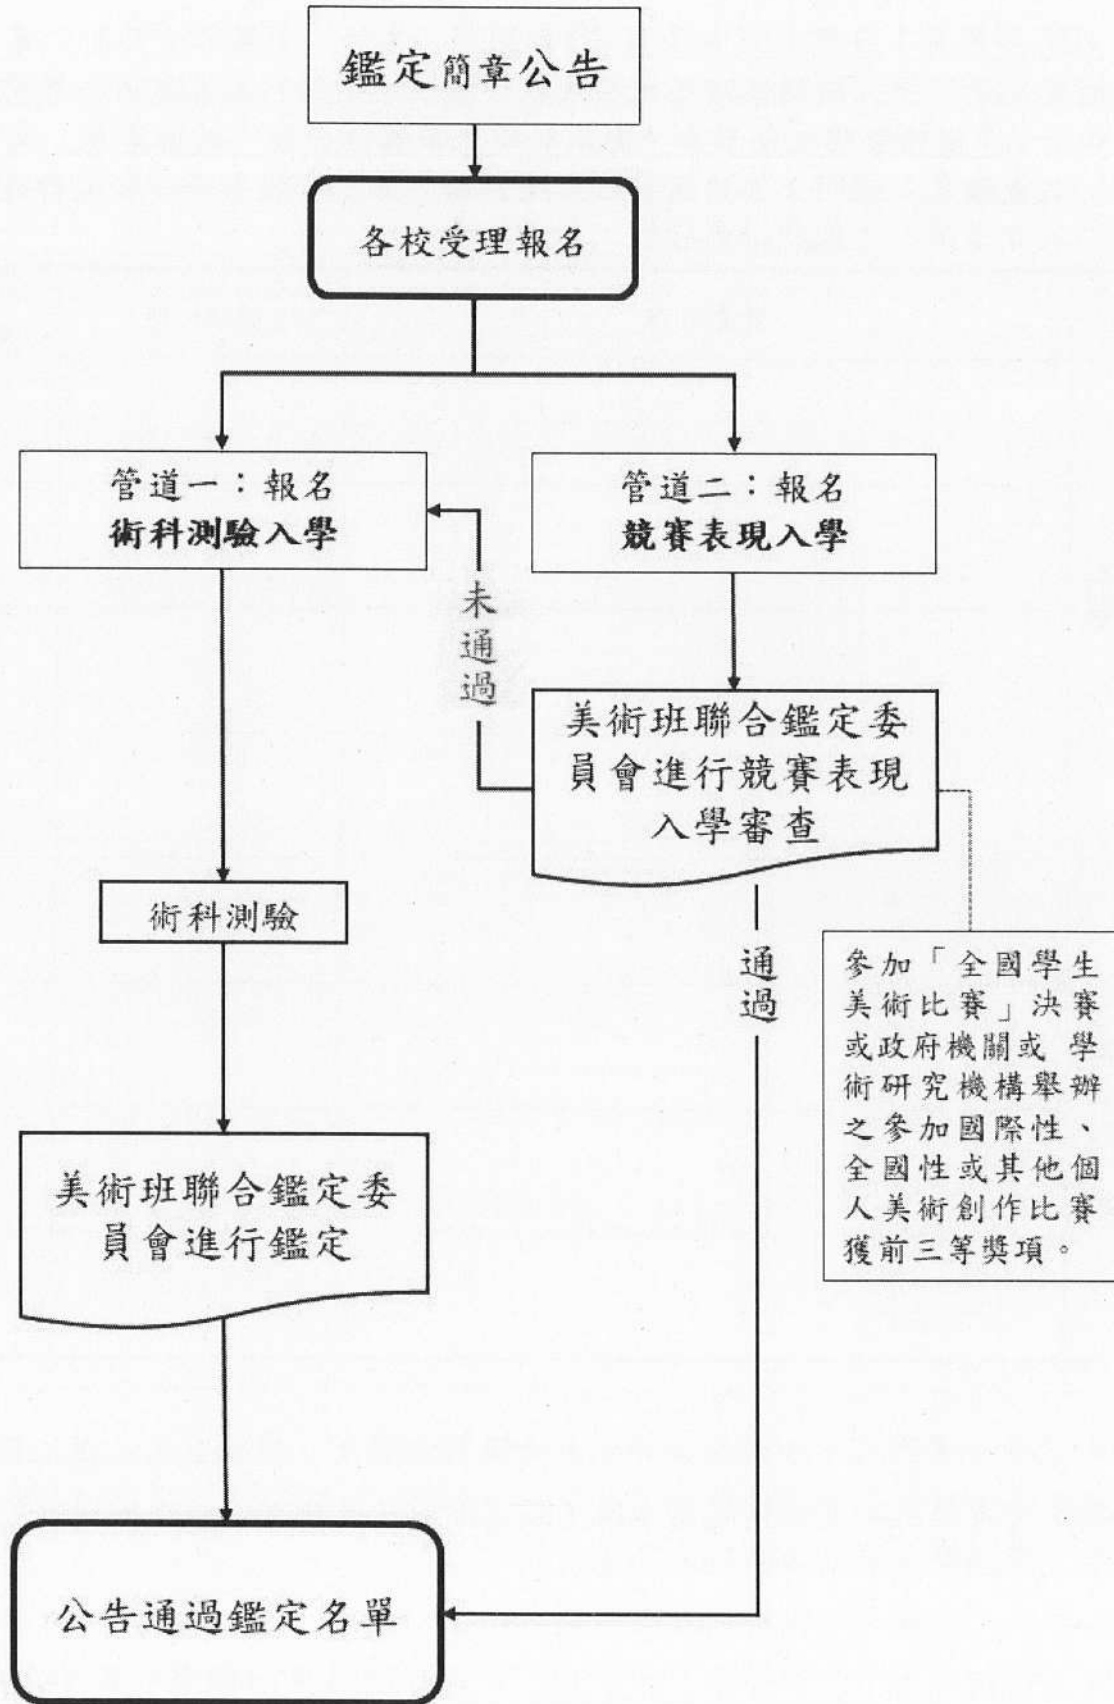 鑑定簡章公告
各校受理報名
管道一：報名
術科測驗入學
管道二：報名
競賽表現入學
未通過
美術班聯合鑑定委
員會進行競賽表現
入學審查
術科測驗
通過
參加「全國學生
美術比賽」決賽
或政府機關或 學
術研究機構舉辦
之參加國際性、
全國性或其他個
人美術創作比賽
獲前三等獎項。
美術班聯合鑑定委
員會進行鑑定
公告通過鑑定名單